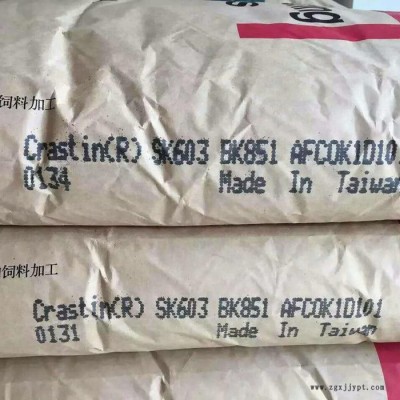 饲料加工
Crastin(R) SK603 BK851 AFCOK1D101
0134 Made In Taiwan
饲料加工
Crastin(R) SK603 BK851 AFCOK1D101
0131 Made In Taiwan
www.zgxjjypt.com